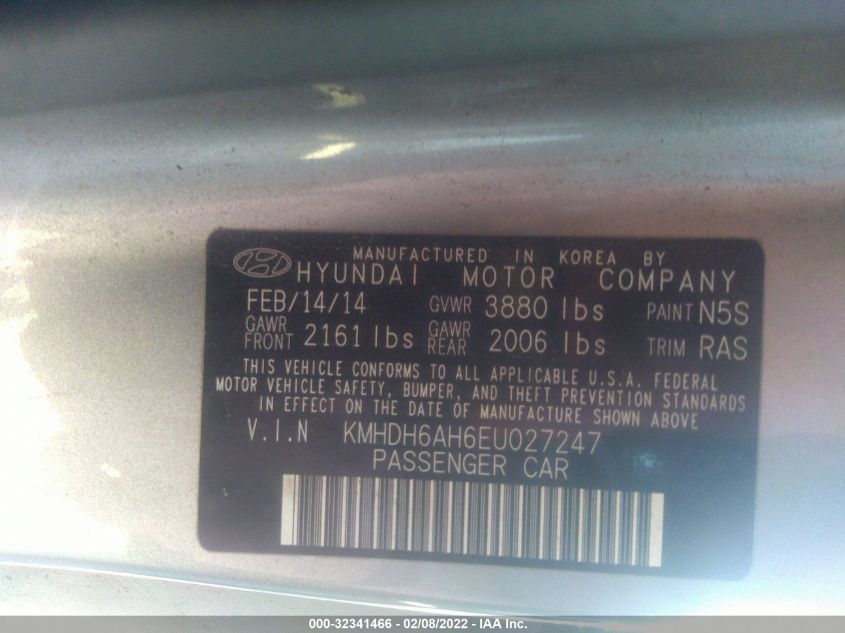 MANUFACTURED IN KOREA BY
HYUNDAI MOTOR COMPANY
FEB/14/14 GVWR 3880 lbs PAINT N5S
GAWR FRONT 2161 lbs GAWR REAR 2006 lbs TRIM RAS
THIS VEHICLE CONFORMS TO ALL APPLICABLE U.S.A. FEDERAL
MOTOR VEHICLE SAFETY, BUMPER, AND THEFT PREVENTION STANDARDS
IN EFFECT ON THE DATE OF MANUFACTURE SHOWN ABOVE
V.I.N KMHDH6AH6EU027247
PASSENGER CAR
000-32341466 - 02/08/2022 - IAA Inc.